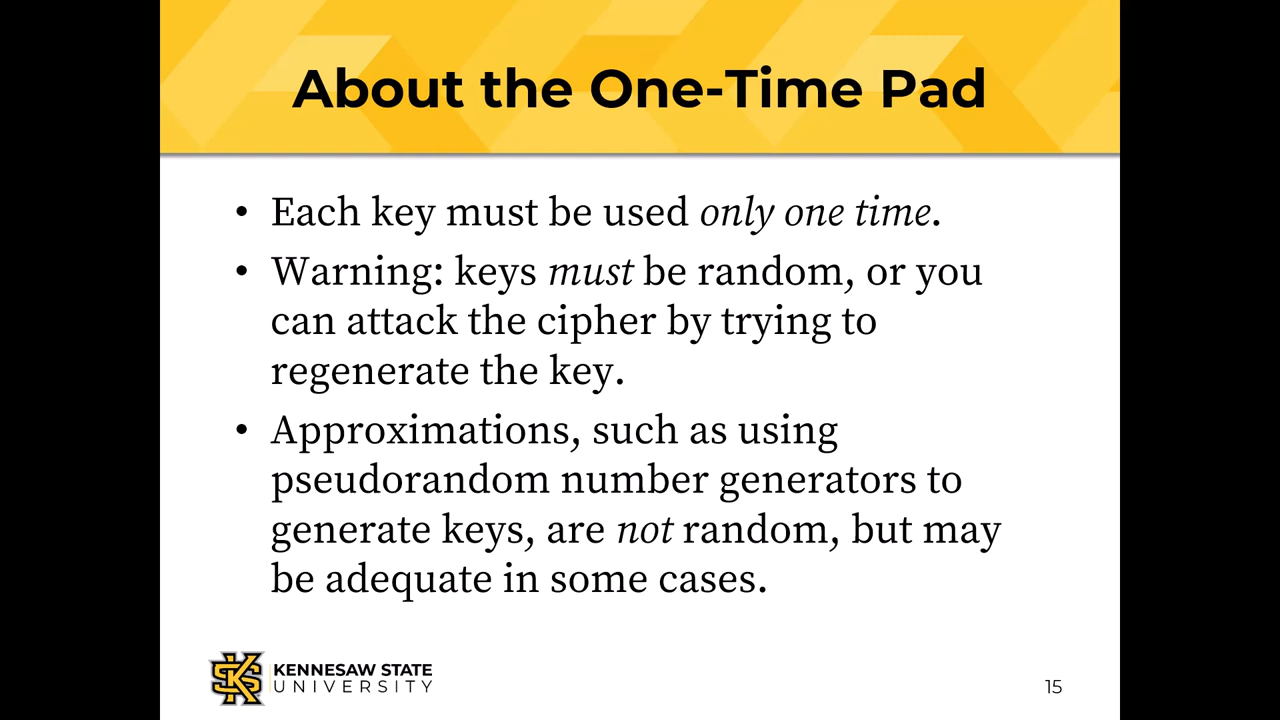 About the One-Time Pad
• Each key must be used only one time.
• Warning: keys must be random, or you
can attack the cipher by trying to
regenerate the key.
• Approximations, such as using
pseudorandom number generators to
generate keys, are not random, but may
be adequate in some cases.
KENNESAW STATE
UNIVERSITY
15